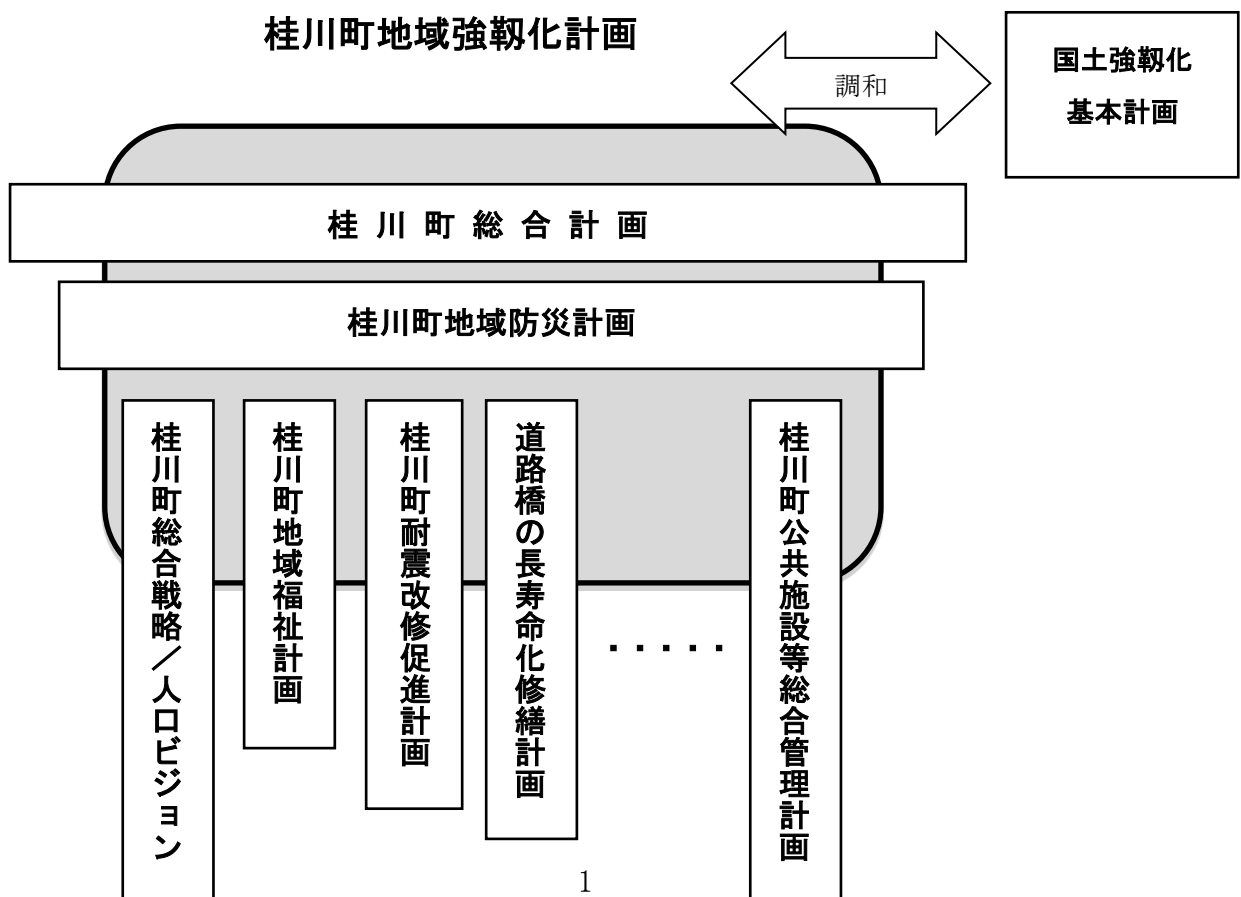 桂川町地域強靱化計画
調和
国土強靱化
基本計画
桂川町総合計画
桂川町地域防災計画
桂川町総合戦略／人口ビジョン
桂川町地域福祉計画
桂川町耐震改修促進計画
道路橋の長寿命化修繕計画
・・・・・
桂川町公共施設等総合管理計画
1